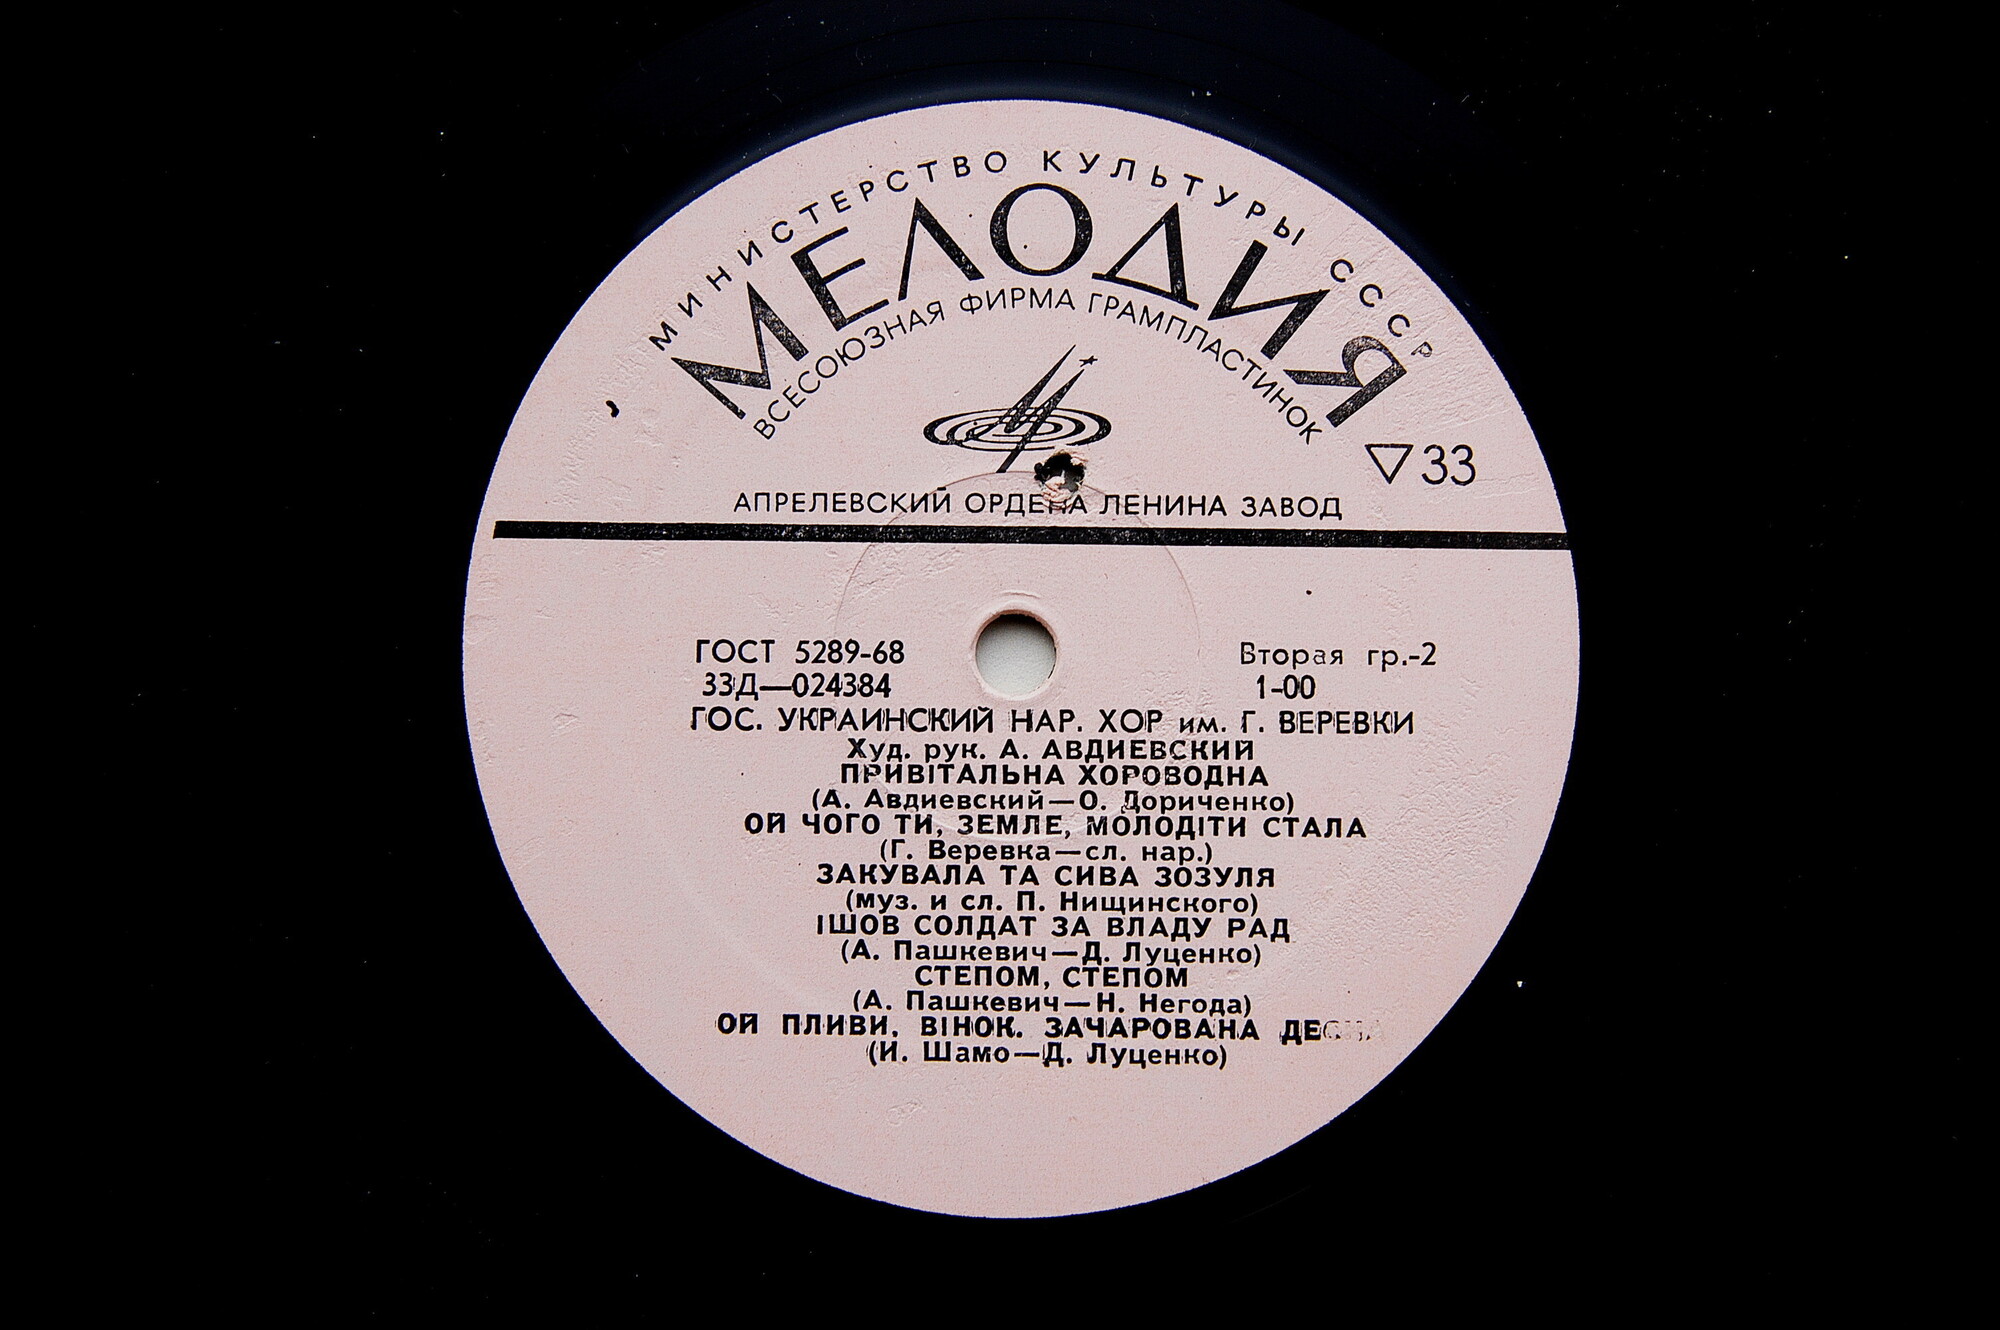 МИНИСТЕРСТВО КУЛЬТУРЫ СССР
МЕЛОДИЯ
ВСЕСОЮЗНАЯ ФИРМА ГРАМПЛАСТИНОК
33
АПРЕЛЕВСКИЙ ОРДЕНА ЛЕНИНА ЗАВОД
ГОСТ 5289-68 Вторая гр.-2
33Д—024384 1-00
ГОС. УКРАИНСКИЙ НАР. ХОР им. Г. ВЕРЕВКИ
Худ. рук. А. АВДИЕВСКИЙ
ПРИВІТАЛЬНА ХОРОВОДНА
(А. Авдиевский—О. Дориченко)
ОЙ ЧОГО ТИ, ЗЕМЛЕ, МОЛОДІТИ СТАЛА
(Г. Веревка—сл. нар.)
ЗАКУВАЛА ТА СИВА ЗОЗУЛЯ
(муз. и сл. П. Нищинского)
ІШОВ СОЛДАТ ЗА ВЛАДУ РАД
(А. Пашкевич—Д. Луценко)
СТЕПОМ, СТЕПОМ
(А. Пашкевич—Н. Негода)
ОЙ ПЛИВИ, ВІНОК. ЗАЧАРОВАНА ДЕСНА
(И. Шамо—Д. Луценко)